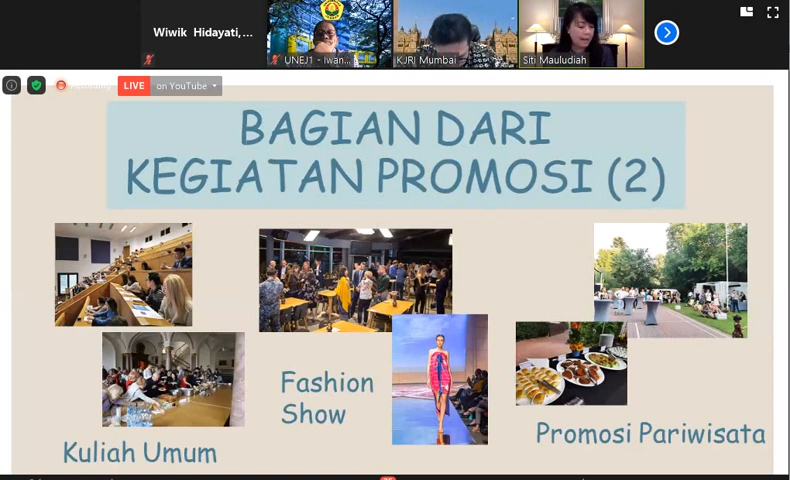 Wiwik Hidayati,...
UNEJ1 - Iwan...
KJRI Mumbai
Siti Mauludiah
LIVE on YouTube
BAGIAN DARI
KEGIATAN PROMOSI (2)
Fashion
Show
Kuliah Umum
Promosi Pariwisata